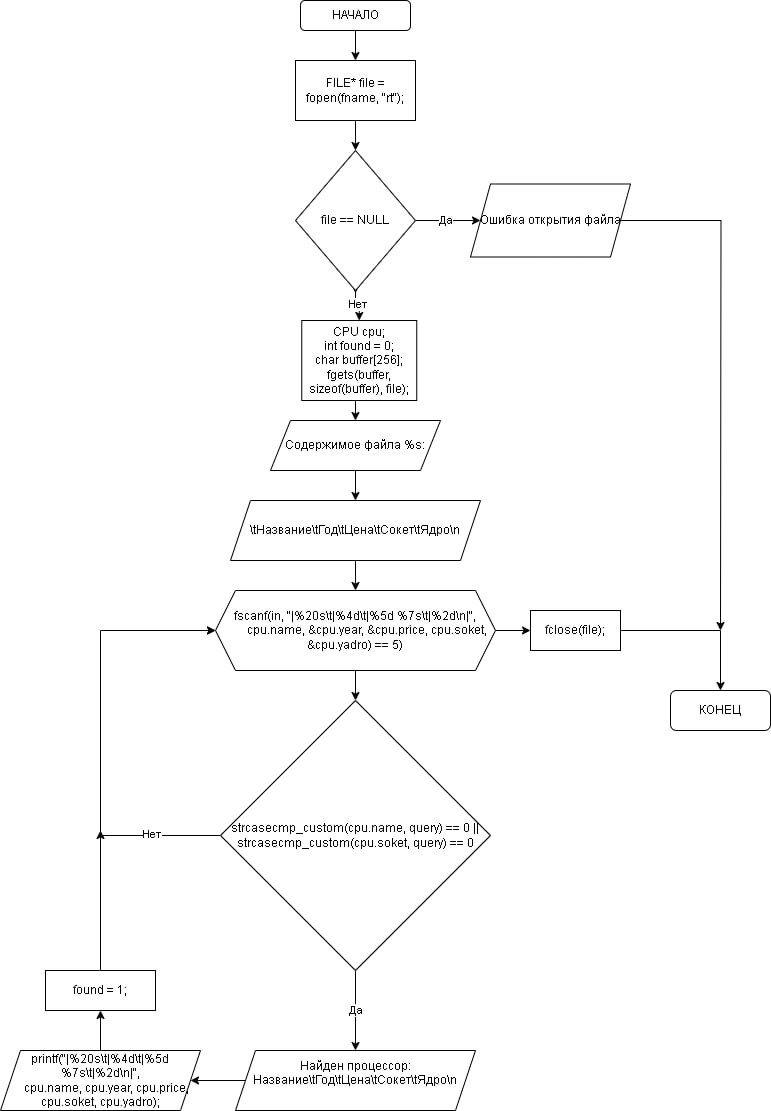 НАЧАЛО
FILE* file =
fopen(fname, "rt");
file == NULL
Да
Ошибка открытия файла
Нет
CPU cpu;
int found = 0;
char buffer[256];
fgets(buffer,
sizeof(buffer), file);
Содержимое файла %s:
\tНазвание\tГод\tЦена\tСокет\tЯдро\n
fscanf(in, "|%20s\t|%4d\t|%5d %7s\t|%2d\n|",
cpu.name, &cpu.year, &cpu.price, cpu.soket,
&cpu.yadro) == 5)
fclose(file);
КОНЕЦ
strcasecmp_custom(cpu.name, query) == 0 ||
strcasecmp_custom(cpu.soket, query) == 0
Нет
Да
found = 1;
Найден процессор:
Название\tГод\tЦена\tСокет\tЯдро\n
printf("|%20s\t|%4d\t|%5d
%7s\t|%2d\n|",
cpu.name, cpu.year, cpu.price,
cpu.soket, cpu.yadro);